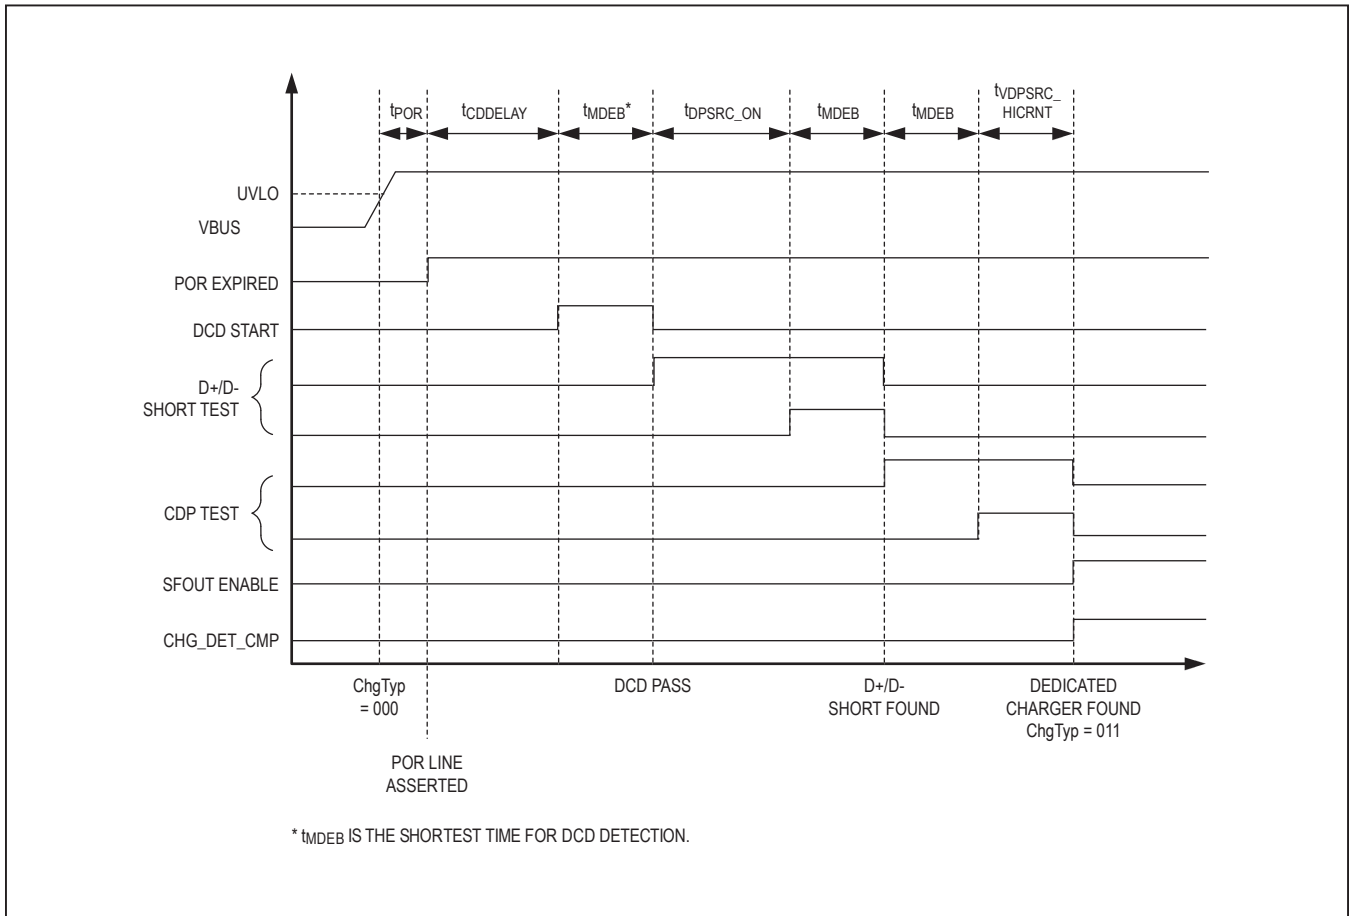 tPOR
tCDDELAY
tMDEB*
tDPSRC_ON
tMDEB
tMDEB
tVDPSRC_
HICRNT
UVLO
VBUS
POR EXPIRED
DCD START
D+/D-
SHORT TEST
CDP TEST
SFOUT ENABLE
CHG_DET_CMP
ChgTyp
= 000
POR LINE
ASSERTED
DCD PASS
D+/D-
SHORT FOUND
DEDICATED
CHARGER FOUND
ChgTyp = 011
* tMDEB IS THE SHORTEST TIME FOR DCD DETECTION.